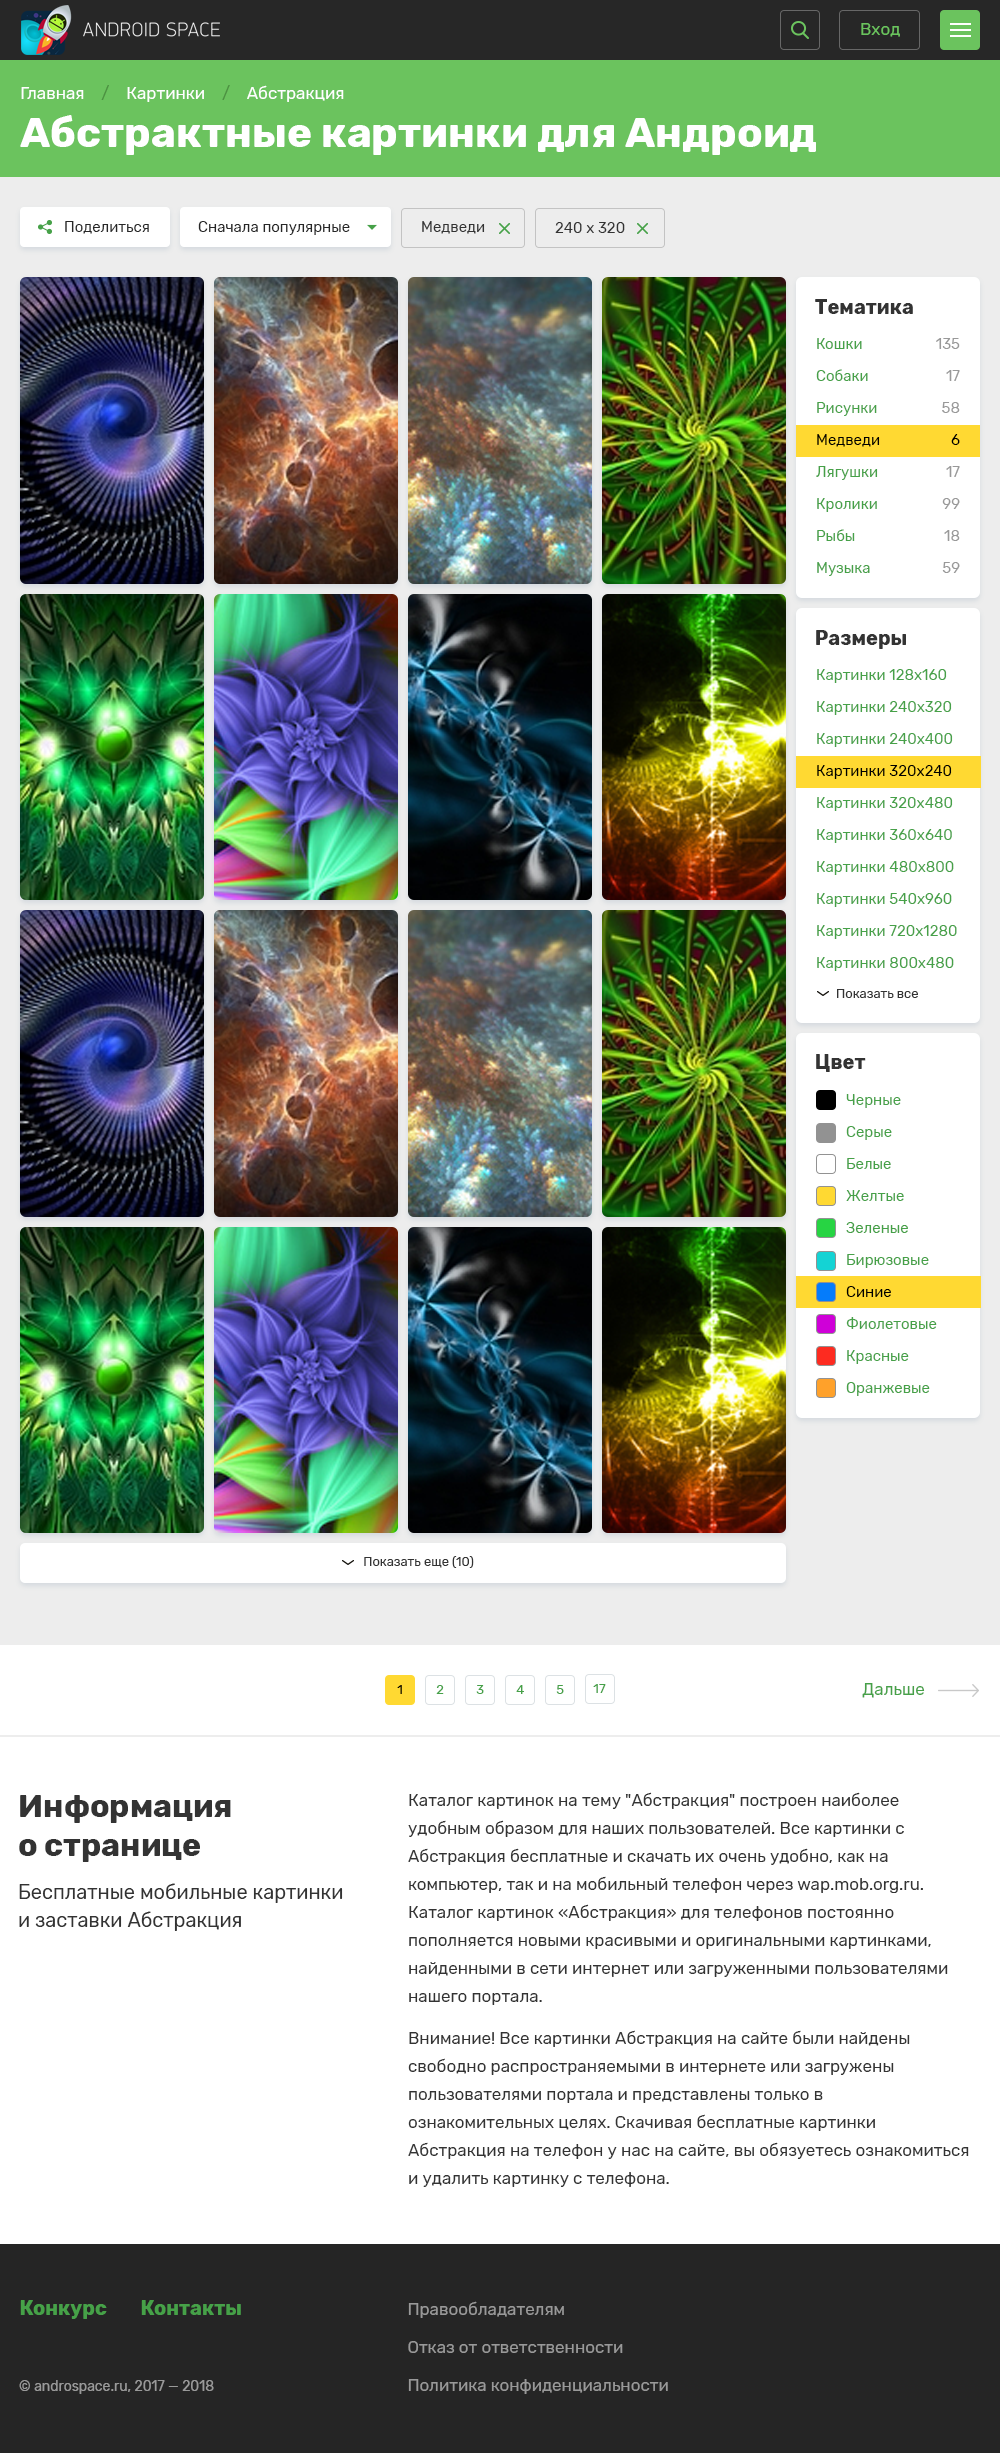 ANDROID SPACE
Вход
Главная / Картинки / Абстракция
Абстрактные картинки для Андроид
Поделиться
Сначала популярные
Медведи
240 x 320
Тематика
Кошки 135
Собаки 17
Рисунки 58
Медведи 6
Лягушки 17
Кролики 99
Рыбы 18
Музыка 59
Размеры
Картинки 128x160
Картинки 240x320
Картинки 240x400
Картинки 320x240
Картинки 320x480
Картинки 360x640
Картинки 480x800
Картинки 540x960
Картинки 720x1280
Картинки 800x480
Показать все
Цвет
Черные
Серые
Белые
Желтые
Зеленые
Бирюзовые
Синие
Фиолетовые
Красные
Оранжевые
Показать еще (10)
1 2 3 4 5 17
Дальше
Информация
о странице
Бесплатные мобильные картинки
и заставки Абстракция
Каталог картинок на тему "Абстракция" построен наиболее
удобным образом для наших пользователей. Все картинки с
Абстракция бесплатные и скачать их очень удобно, как на
компьютер, так и на мобильный телефон через wap.mob.org.ru.
Каталог картинок «Абстракция» для телефонов постоянно
пополняется новыми красивыми и оригинальными картинками,
найденными в сети интернет или загруженными пользователями
нашего портала.
Внимание! Все картинки Абстракция на сайте были найдены
свободно распространяемыми в интернете или загружены
пользователями портала и представлены только в
ознакомительных целях. Скачивая бесплатные картинки
Абстракция на телефон у нас на сайте, вы обязуетесь ознакомиться
и удалить картинку с телефона.
Конкурс
Контакты
© androspace.ru, 2017 — 2018
Правообладателям
Отказ от ответственности
Политика конфиденциальности